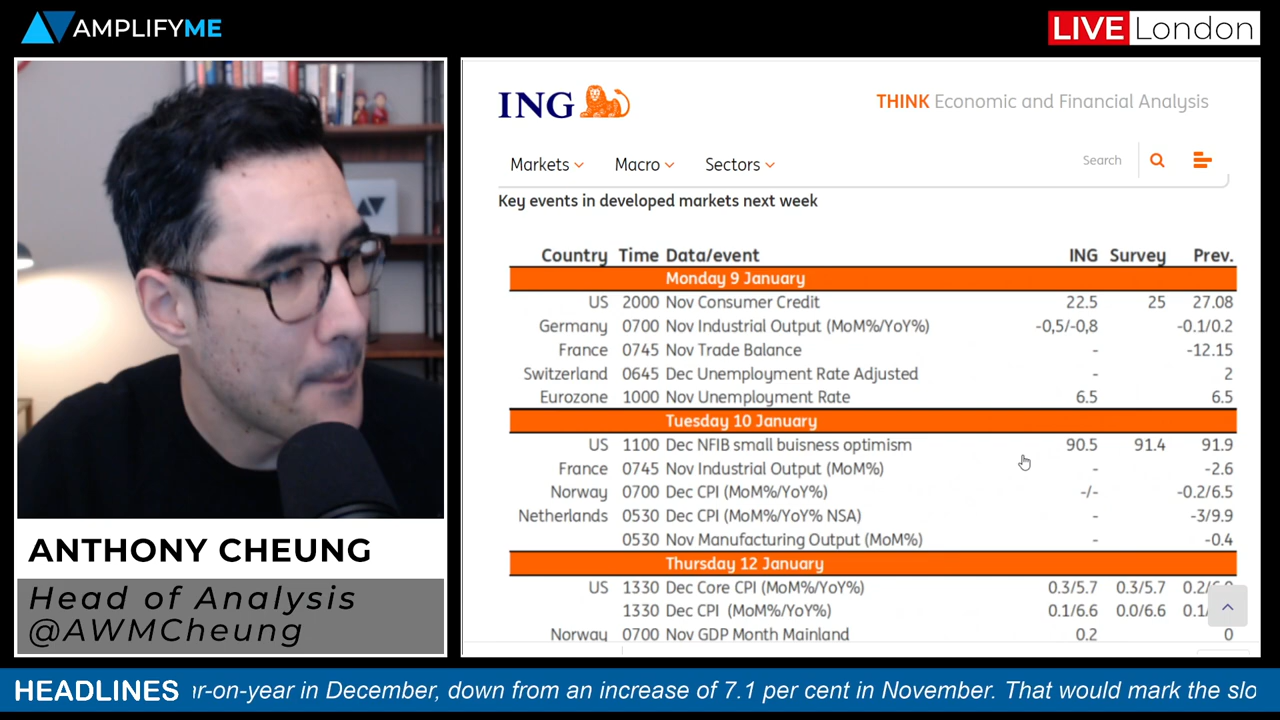 AMPLIFYME
LIVE London
ING
THINK Economic and Financial Analysis
Markets Macro Sectors
Search
Key events in developed markets next week
Country Time Data/event ING Survey Prev.
Monday 9 January
US 2000 Nov Consumer Credit 22.5 25 27.08
Germany 0700 Nov Industrial Output (MoM%/YoY%) -0,5/-0,8 -0.1/0.2
France 0745 Nov Trade Balance - -12.15
Switzerland 0645 Dec Unemployment Rate Adjusted - 2
Eurozone 1000 Nov Unemployment Rate 6.5 6.5
Tuesday 10 January
US 1100 Dec NFIB small buisness optimism 90.5 91.4 91.9
France 0745 Nov Industrial Output (MoM%) - -2.6
Norway 0700 Dec CPI (MoM%/YoY%) -/- -0.2/6.5
Netherlands 0530 Dec CPI (MoM%/YoY% NSA) - -3/9.9
0530 Nov Manufacturing Output (MoM%) - -0.4
Thursday 12 January
US 1330 Dec Core CPI (MoM%/YoY%) 0.3/5.7 0.3/5.7 0.2/
1330 Dec CPI (MoM%/YoY%) 0.1/6.6 0.0/6.6 0.1/
Norway 0700 Nov GDP Month Mainland 0.2 0
ANTHONY CHEUNG
Head of Analysis
@AWMCheung
HEADLINES r-on-year in December, down from an increase of 7.1 per cent in November. That would mark the slo